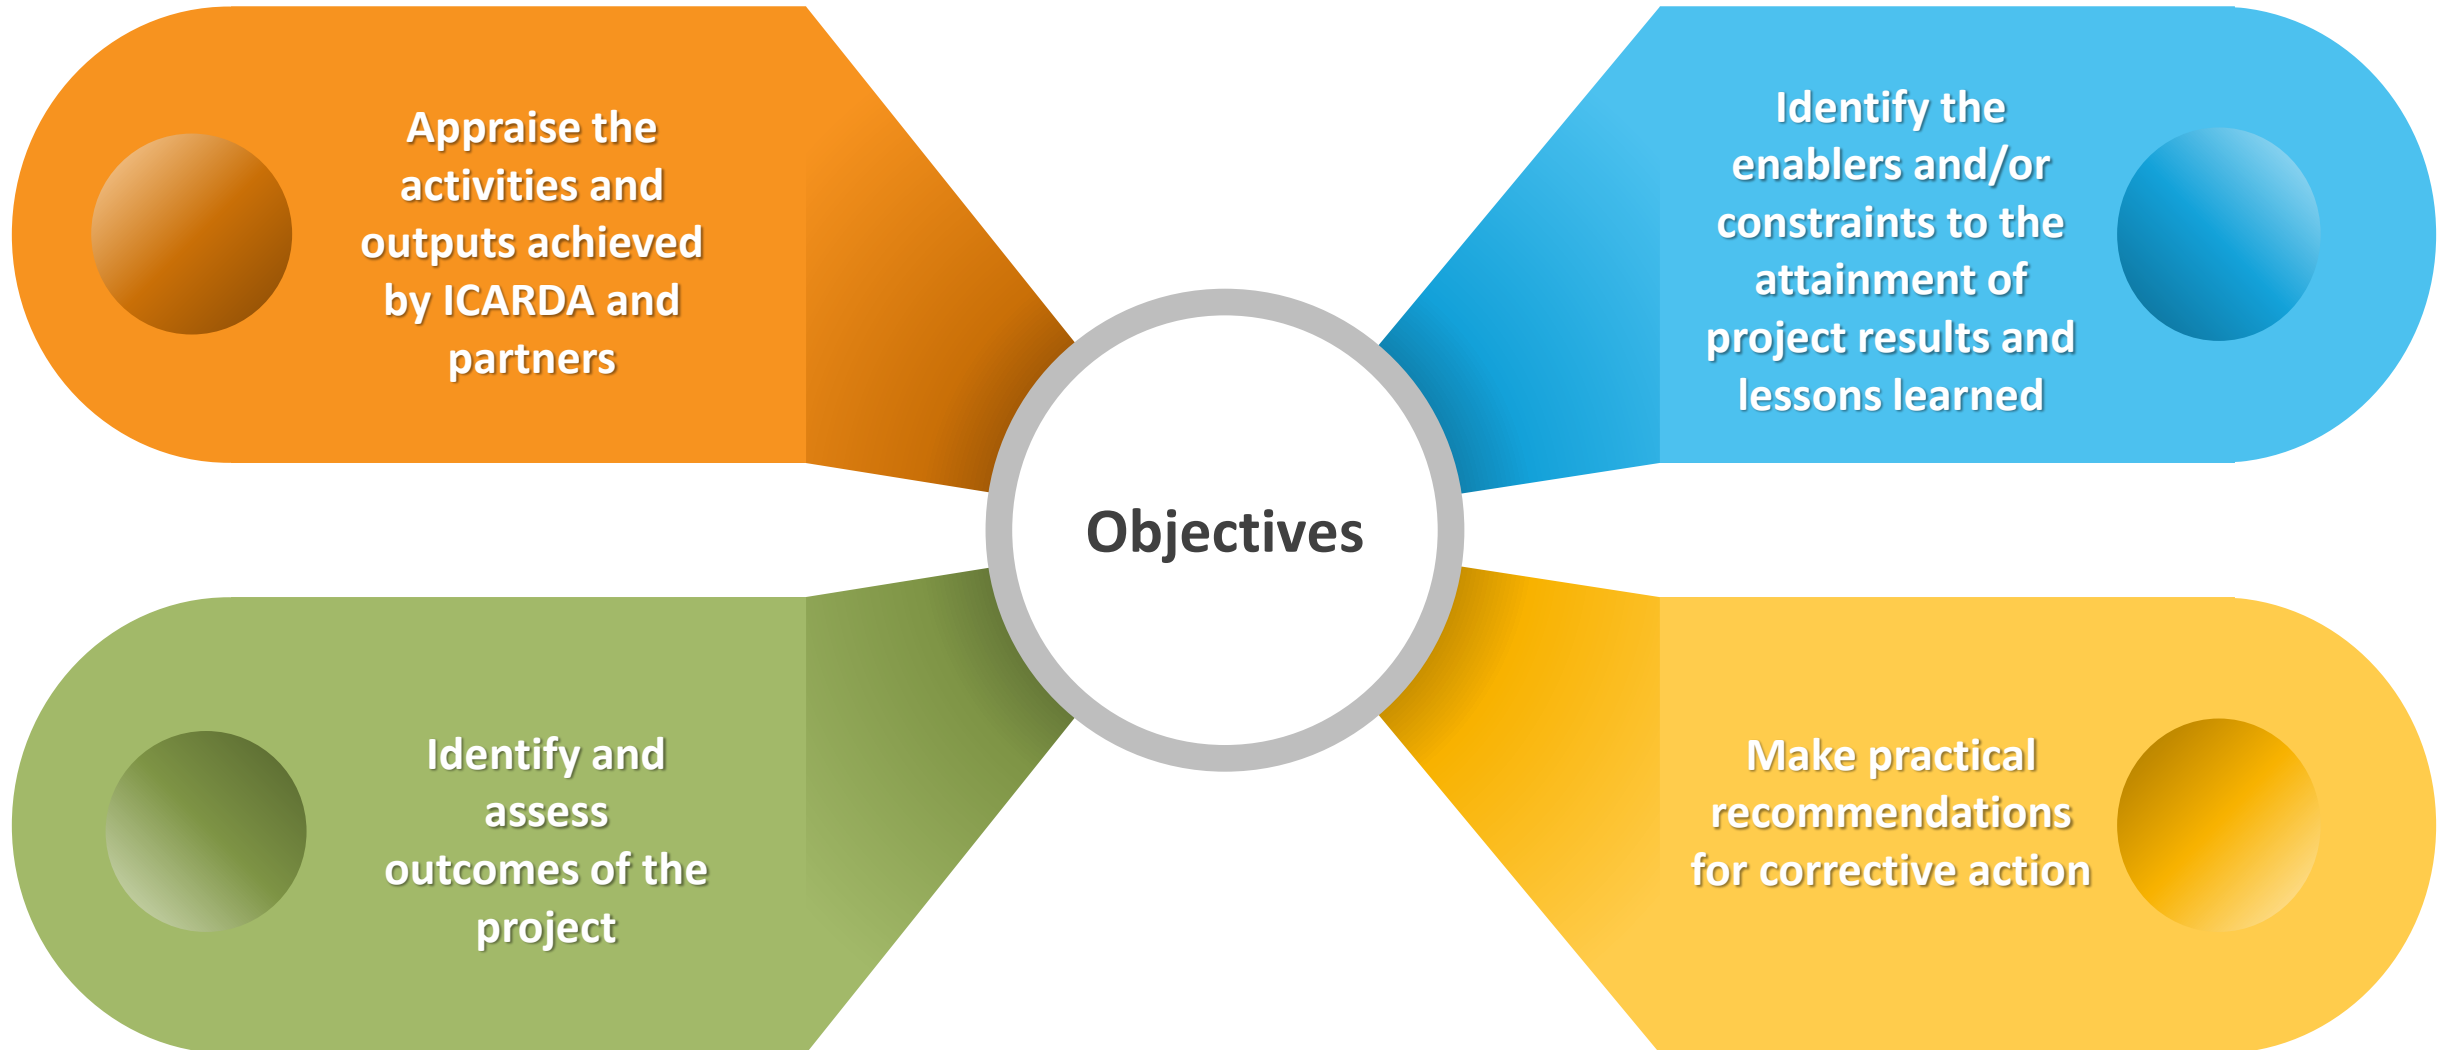 Appraise the
activities and
outputs achieved
by ICARDA and
partners
Identify the
enablers and/or
constraints to the
attainment of
project results and
lessons learned
Objectives
Identify and
assess
outcomes of the
project
Make practical
recommendations
for corrective action